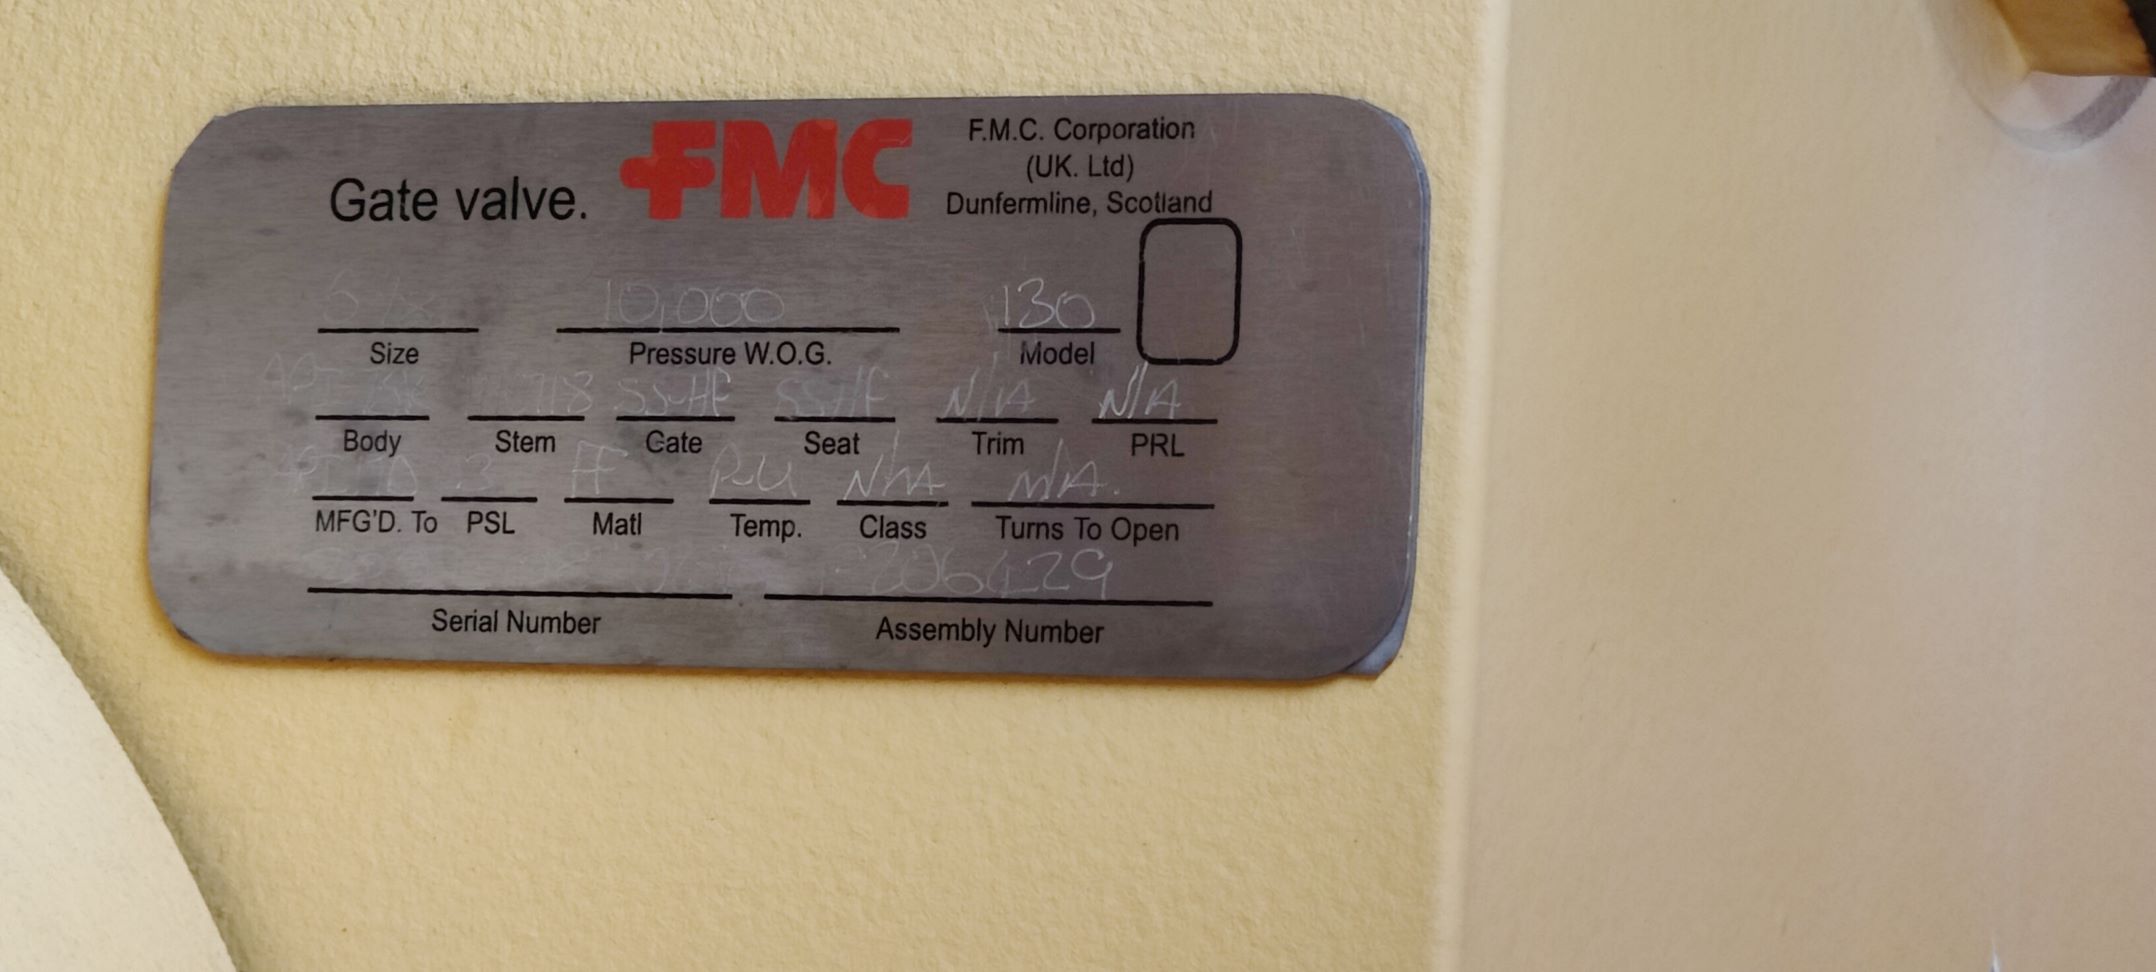 Gate valve.
FMC
F.M.C. Corporation
(UK. Ltd)
Dunfermline, Scotland
10,000 130
Size Pressure W.O.G. Model
718 SS-HF SS-HF N/A N/A
Body Stem Gate Seat Trim PRL
3 FF P-U N/A N/A.
MFG'D. To PSL Matl Temp. Class Turns To Open
Serial Number Assembly Number